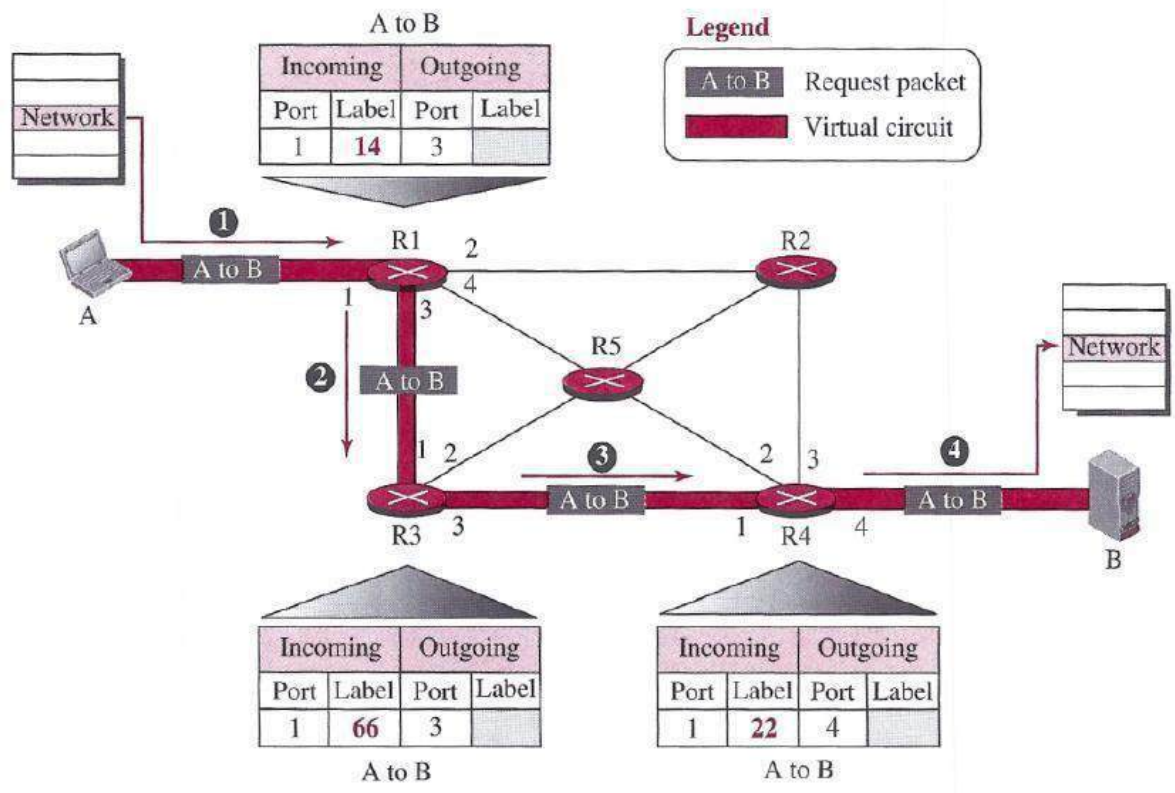 A to B
Incoming Outgoing
Port Label Port Label
1 14 3
Legend
A to B Request packet
Virtual circuit
Network
1
A to B
A
1
R1
2
4
3
R2
2
A to B
R5
Network
1
2
R3
3
3
A to B
2
3
1
R4
4
4
A to B
B
Incoming Outgoing
Port Label Port Label
1 66 3
A to B
Incoming Outgoing
Port Label Port Label
1 22 4
A to B